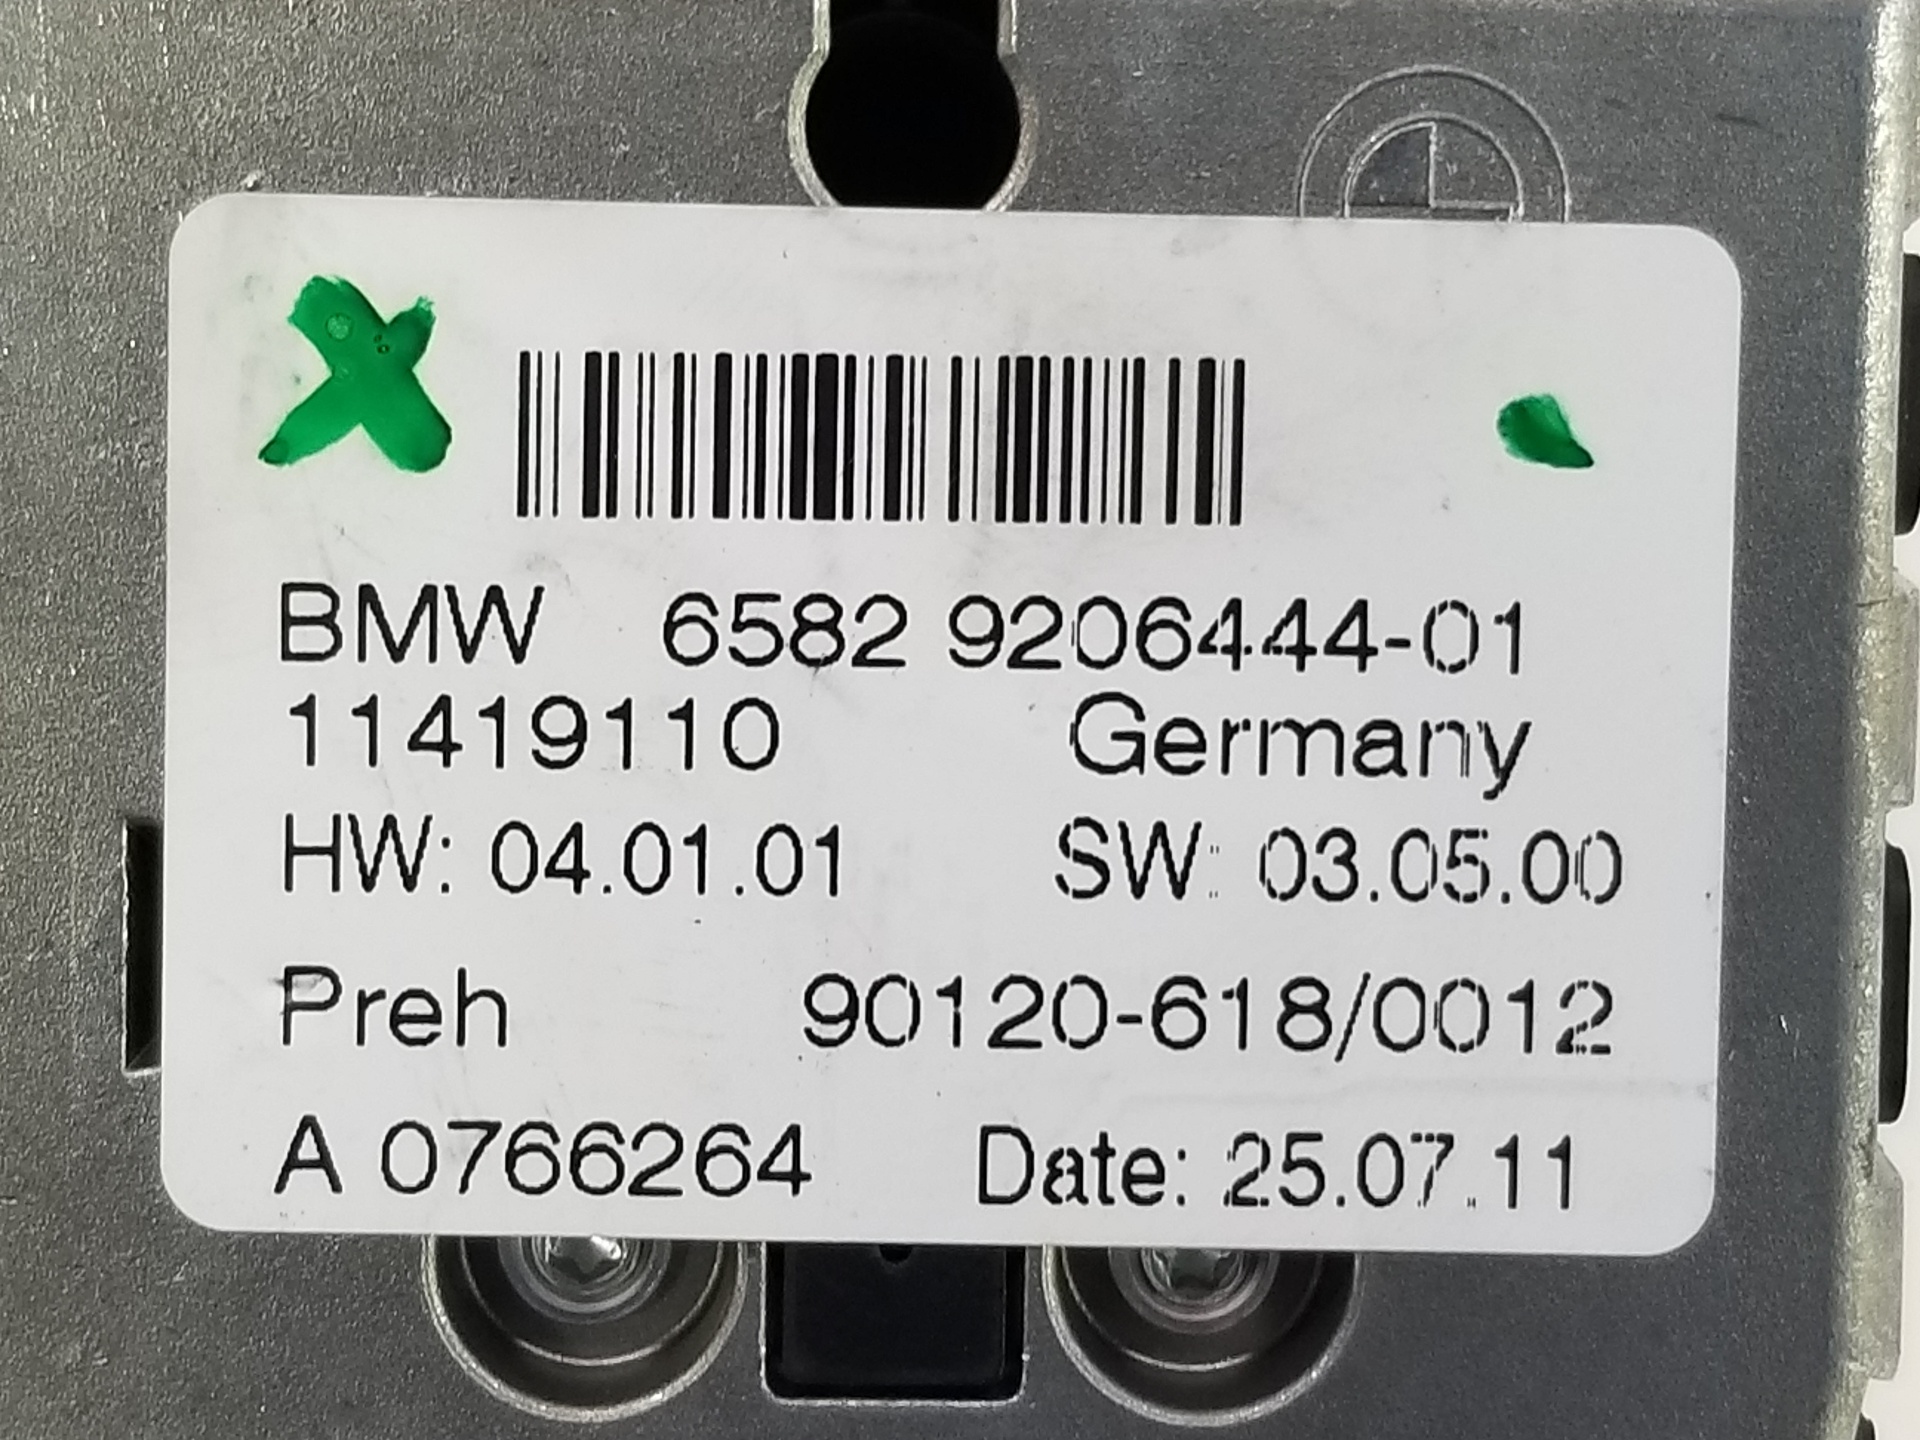 BMW 6582 9206444-01
11419110 Germany
HW: 04.01.01 SW: 03.05.00
Preh 90120-618/0012
A 0766264 Date: 25.07.11